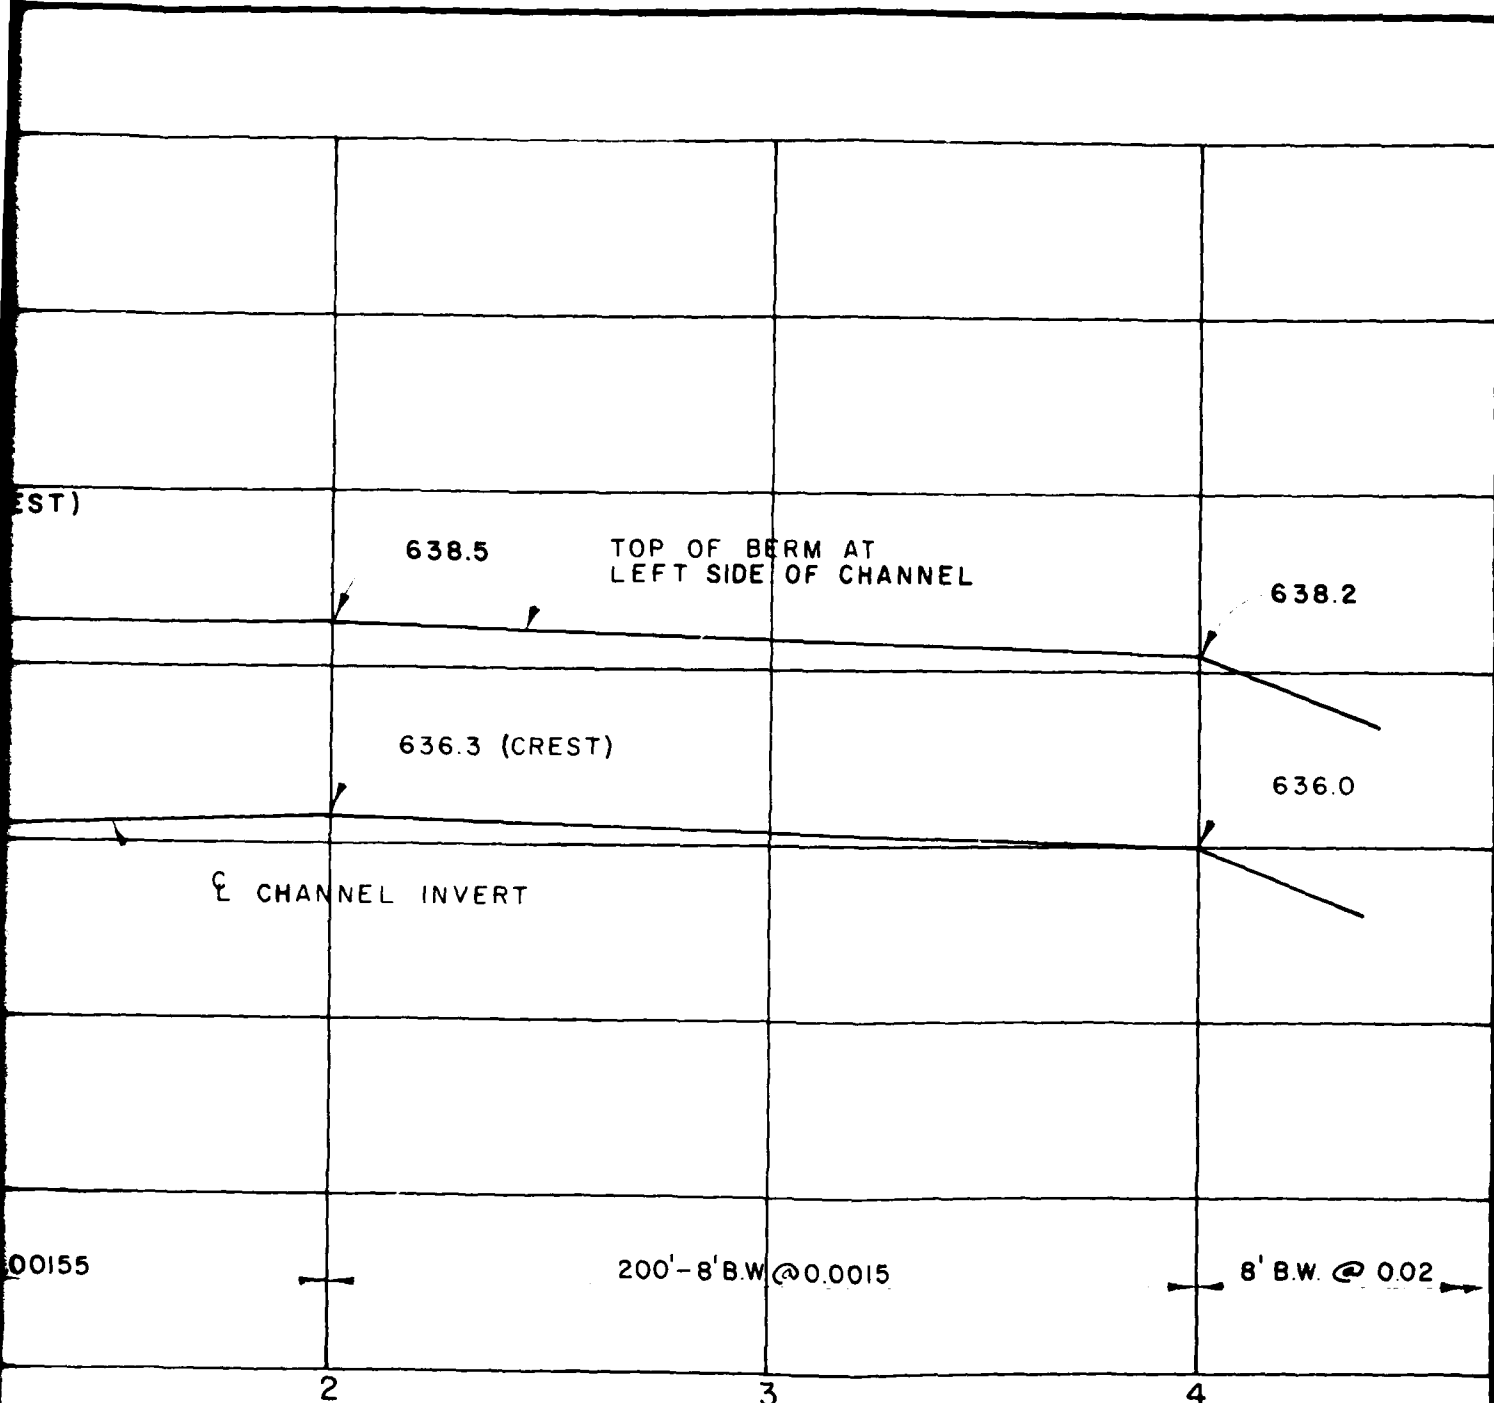 EST)
638.5
TOP OF BERM AT
LEFT SIDE OF CHANNEL
638.2
636.3 (CREST)
636.0
℄ CHANNEL INVERT
00155
200'-8' B.W. @ 0.0015
8' B.W. @ 0.02
2
3
4